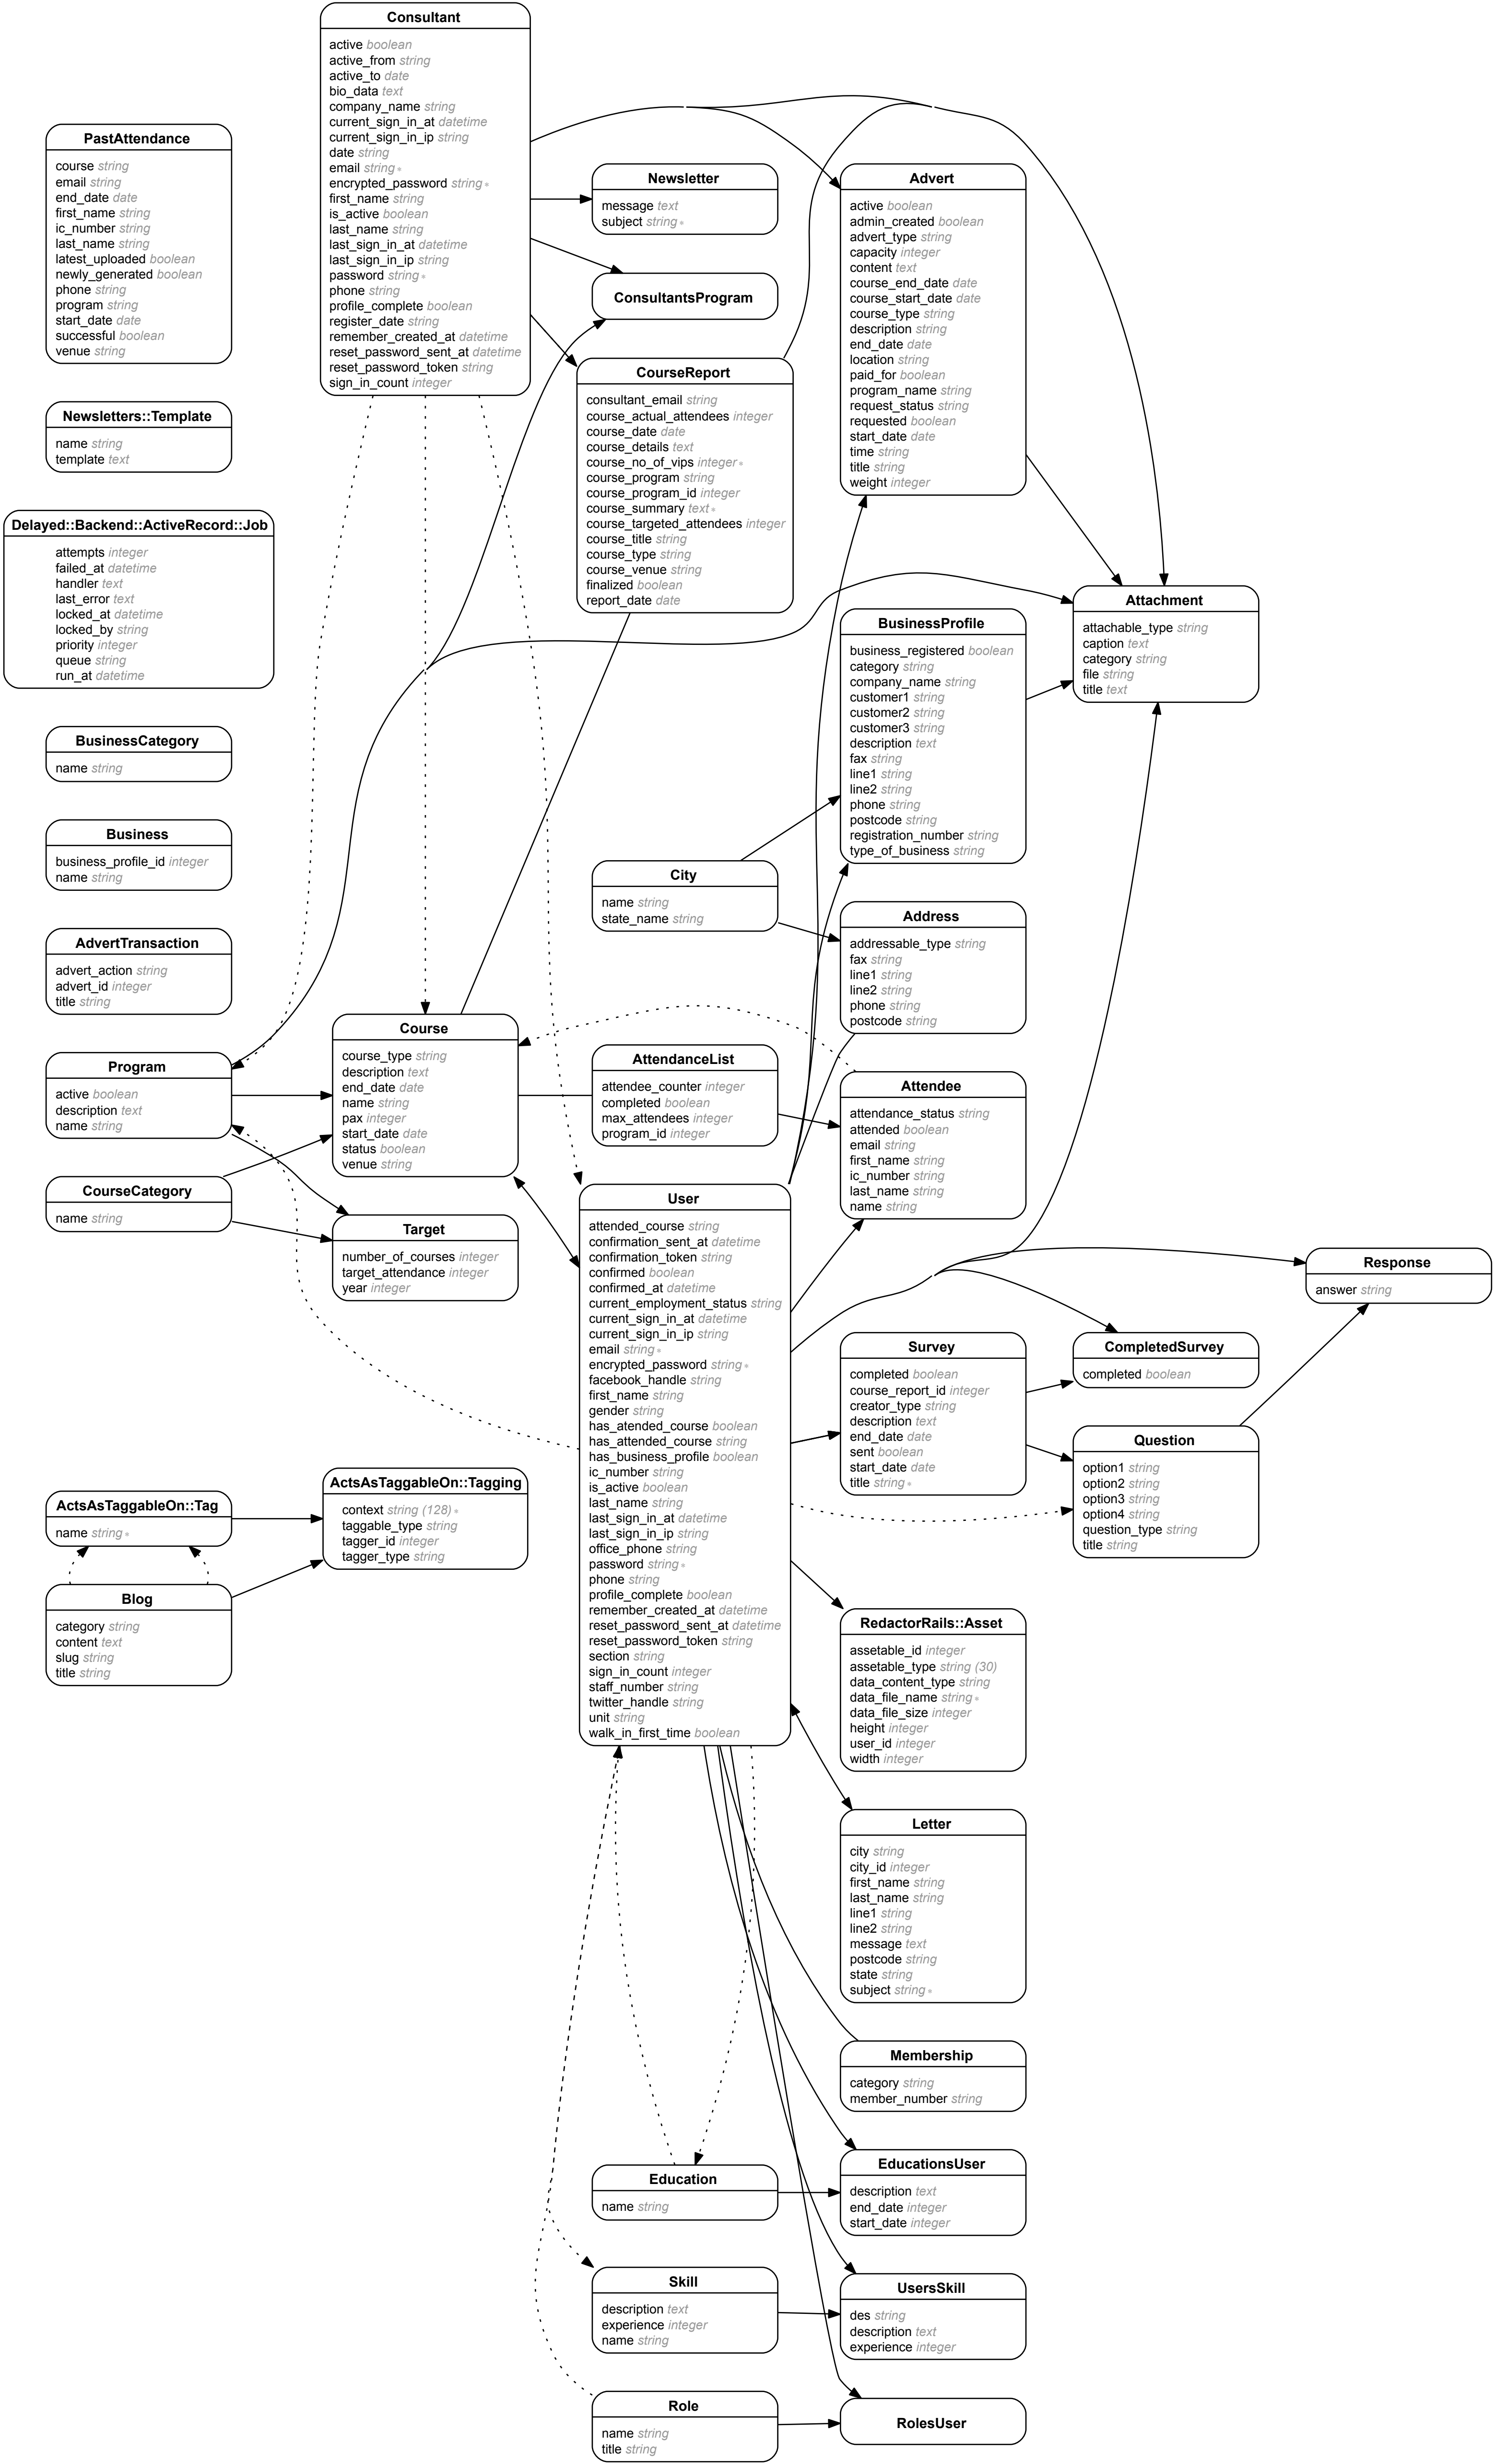 Consultant
active boolean
active_from string
active_to date
bio_data text
company_name string
current_sign_in_at datetime
current_sign_in_ip string
date string
email string *
encrypted_password string *
first_name string
is_active boolean
last_name string
last_sign_in_at datetime
last_sign_in_ip string
password string *
phone string
profile_complete boolean
register_date string
remember_created_at datetime
reset_password_sent_at datetime
reset_password_token string
sign_in_count integer
PastAttendance
course string
email string
end_date date
first_name string
ic_number string
last_name string
latest_uploaded boolean
newly_generated boolean
phone string
program string
start_date date
successful boolean
venue string
Newsletter
message text
subject string *
Advert
active boolean
admin_created boolean
advert_type string
capacity integer
content text
course_end_date date
course_start_date date
course_type string
description string
end_date date
location string
paid_for boolean
program_name string
request_status string
requested boolean
start_date date
time string
title string
weight integer
ConsultantsProgram
CourseReport
consultant_email string
course_actual_attendees integer
course_date date
course_details text
course_no_of_vips integer *
course_program string
course_program_id integer
course_summary text *
course_targeted_attendees integer
course_title string
course_type string
course_venue string
finalized boolean
report_date date
Newsletters::Template
name string
template text
Delayed::Backend::ActiveRecord::Job
attempts integer
failed_at datetime
handler text
last_error text
locked_at datetime
locked_by string
priority integer
queue string
run_at datetime
Attachment
attachable_type string
caption text
category string
file string
title text
BusinessProfile
business_registered boolean
category string
company_name string
customer1 string
customer2 string
customer3 string
description text
fax string
line1 string
line2 string
phone string
postcode string
registration_number string
type_of_business string
BusinessCategory
name string
Business
business_profile_id integer
name string
City
name string
state_name string
Address
addressable_type string
fax string
line1 string
line2 string
phone string
postcode string
AdvertTransaction
advert_action string
advert_id integer
title string
Course
course_type string
description text
end_date date
name string
pax integer
start_date date
status boolean
venue string
AttendanceList
attendee_counter integer
completed boolean
max_attendees integer
program_id integer
Program
active boolean
description text
name string
Attendee
attendance_status string
attended boolean
email string
first_name string
ic_number string
last_name string
name string
CourseCategory
name string
Target
number_of_courses integer
target_attendance integer
year integer
User
attended_course string
confirmation_sent_at datetime
confirmation_token string
confirmed boolean
confirmed_at datetime
current_employment_status string
current_sign_in_at datetime
current_sign_in_ip string
email string *
encrypted_password string *
facebook_handle string
first_name string
gender string
has_atended_course boolean
has_attended_course string
has_business_profile boolean
ic_number string
is_active boolean
last_name string
last_sign_in_at datetime
last_sign_in_ip string
office_phone string
password string *
phone string
profile_complete boolean
remember_created_at datetime
reset_password_sent_at datetime
reset_password_token string
section string
sign_in_count integer
staff_number string
twitter_handle string
unit string
walk_in_first_time boolean
Response
answer string
Survey
completed boolean
course_report_id integer
creator_type string
description text
end_date date
sent boolean
start_date date
title string *
CompletedSurvey
completed boolean
Question
option1 string
option2 string
option3 string
option4 string
question_type string
title string
ActsAsTaggableOn::Tag
name string *
ActsAsTaggableOn::Tagging
context string (128) *
taggable_type string
tagger_id integer
tagger_type string
Blog
category string
content text
slug string
title string
RedactorRails::Asset
assetable_id integer
assetable_type string (30)
data_content_type string
data_file_name string *
data_file_size integer
height integer
user_id integer
width integer
Letter
city string
city_id integer
first_name string
last_name string
line1 string
line2 string
message text
postcode string
state string
subject string *
Membership
category string
member_number string
Education
name string
EducationsUser
description text
end_date integer
start_date integer
Skill
description text
experience integer
name string
UsersSkill
des string
description text
experience integer
Role
name string
title string
RolesUser